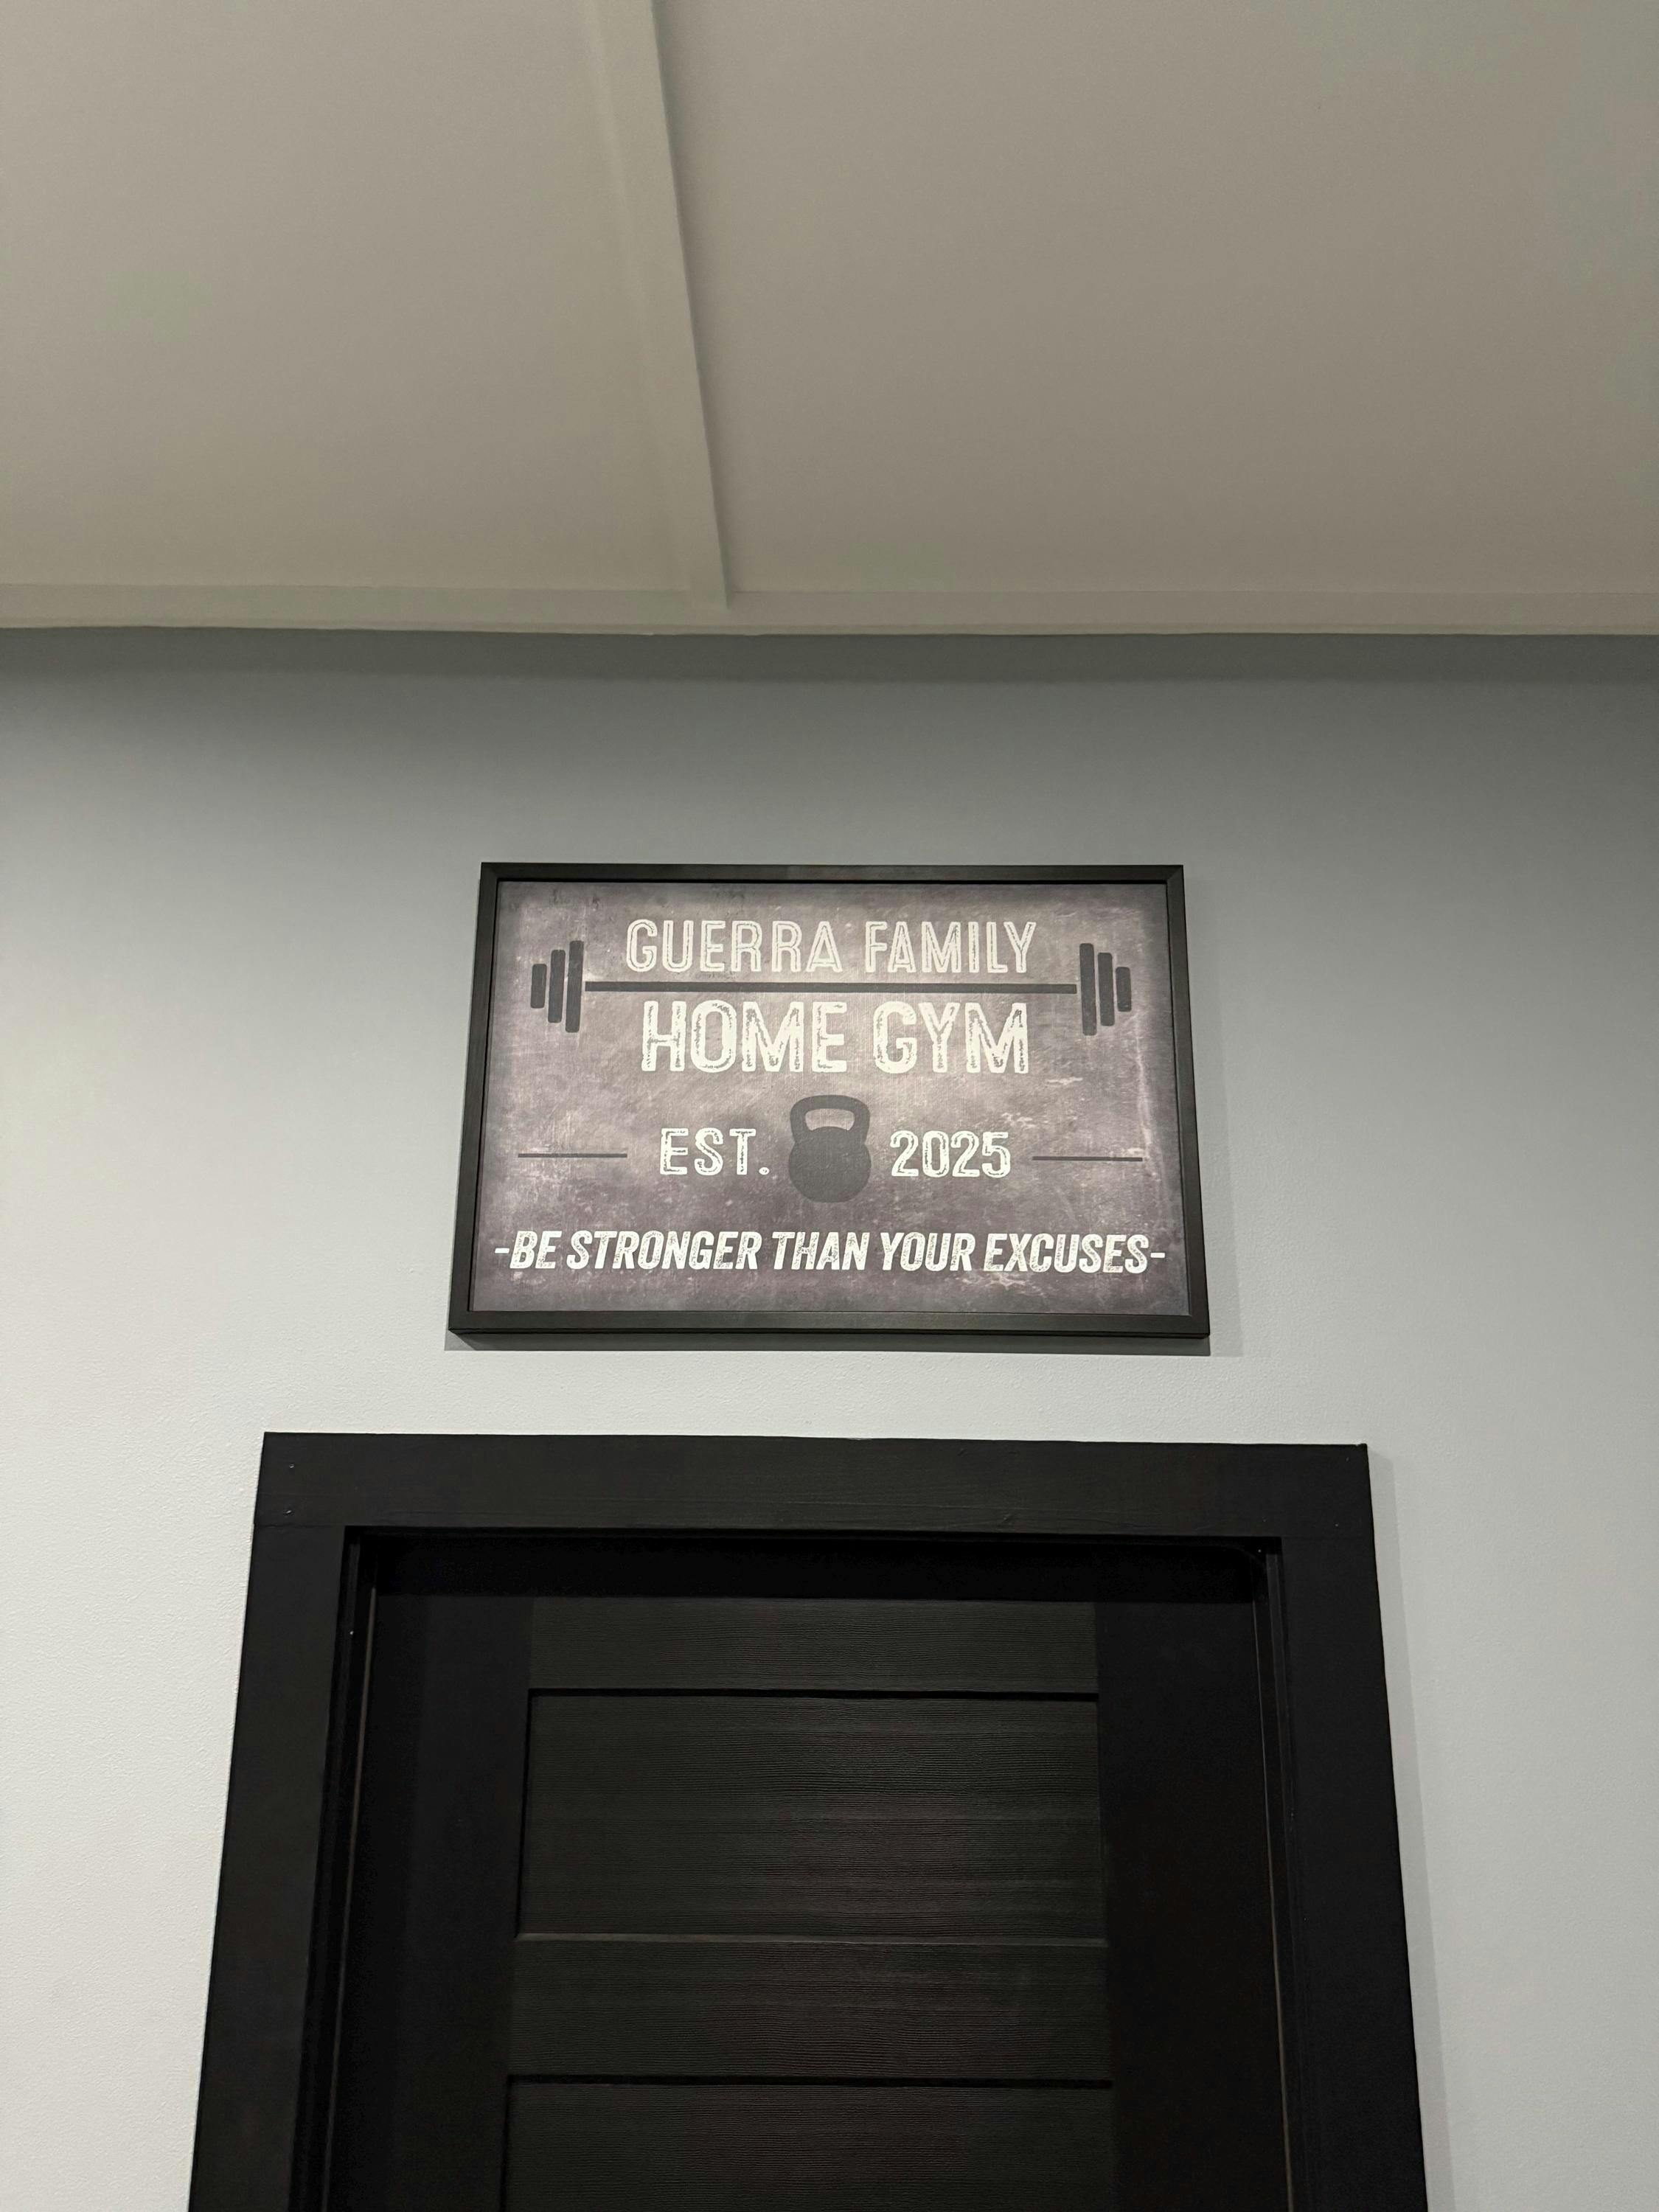 GUERRA FAMILY
HOME GYM
EST. 2025
-BE STRONGER THAN YOUR EXCUSES-